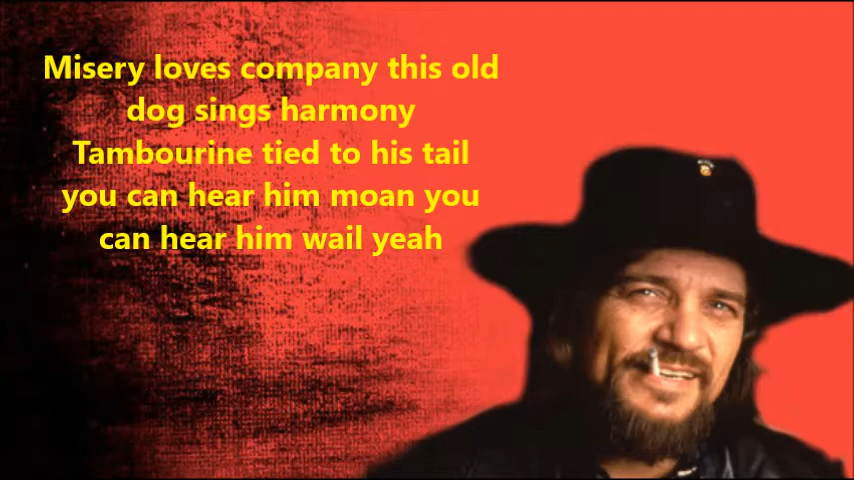 Misery loves company this old
dog sings harmony
Tambourine tied to his tail
you can hear him moan you
can hear him wail yeah